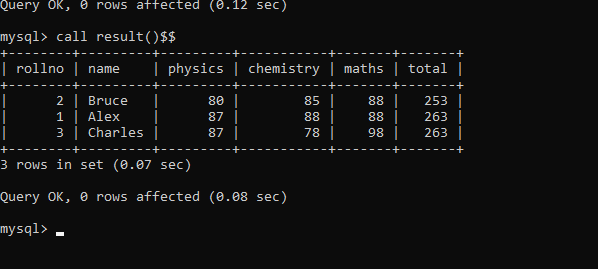 Query OK, 0 rows affected (0.12 sec)
mysql> call result()$$
+--------+---------+---------+-----------+-------+-------+
| rollno | name    | physics | chemistry | maths | total |
+--------+---------+---------+-----------+-------+-------+
|      2 | Bruce   |      80 |        85 |    88 |   253 |
|      1 | Alex    |      87 |        88 |    88 |   263 |
|      3 | Charles |      87 |        78 |    98 |   263 |
+--------+---------+---------+-----------+-------+-------+
3 rows in set (0.07 sec)
Query OK, 0 rows affected (0.08 sec)
mysql> _